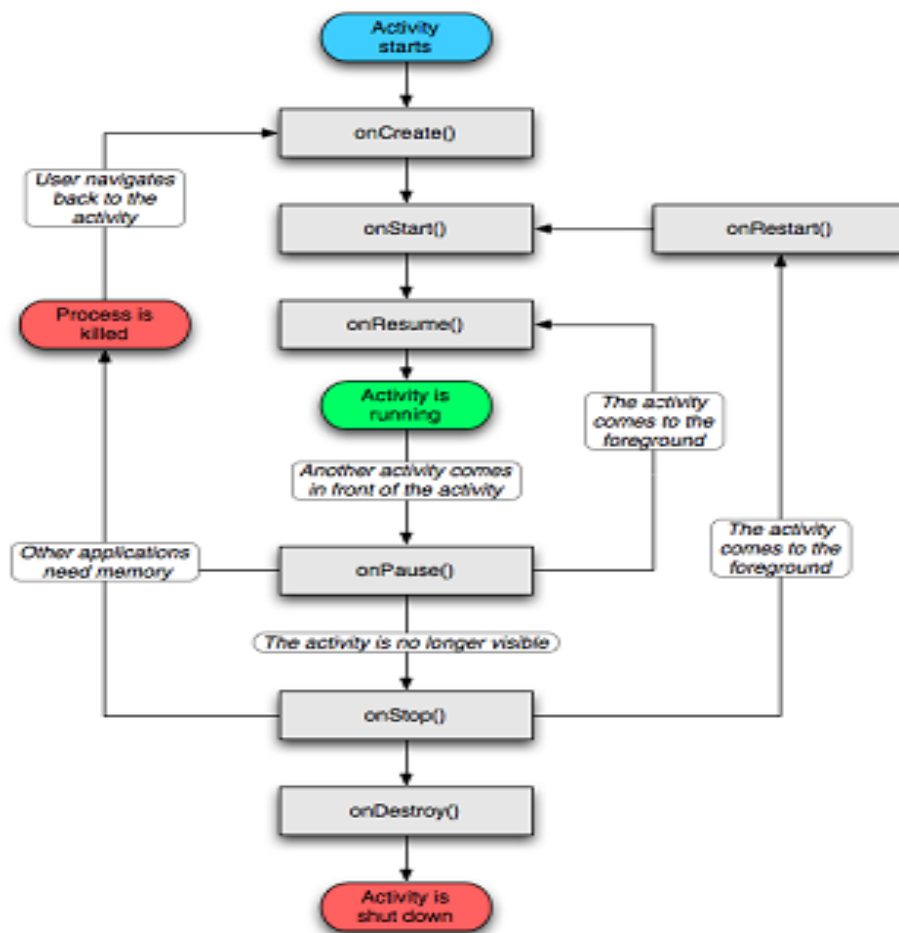 Activity
starts
onCreate()
User navigates
back to the
activity
onStart()
onRestart()
Process is
killed
onResume()
Activity is
running
The activity
comes to the
foreground
Another activity comes
in front of the activity
Other applications
need memory
onPause()
The activity
comes to the
foreground
The activity is no longer visible
onStop()
onDestroy()
Activity is
shut down